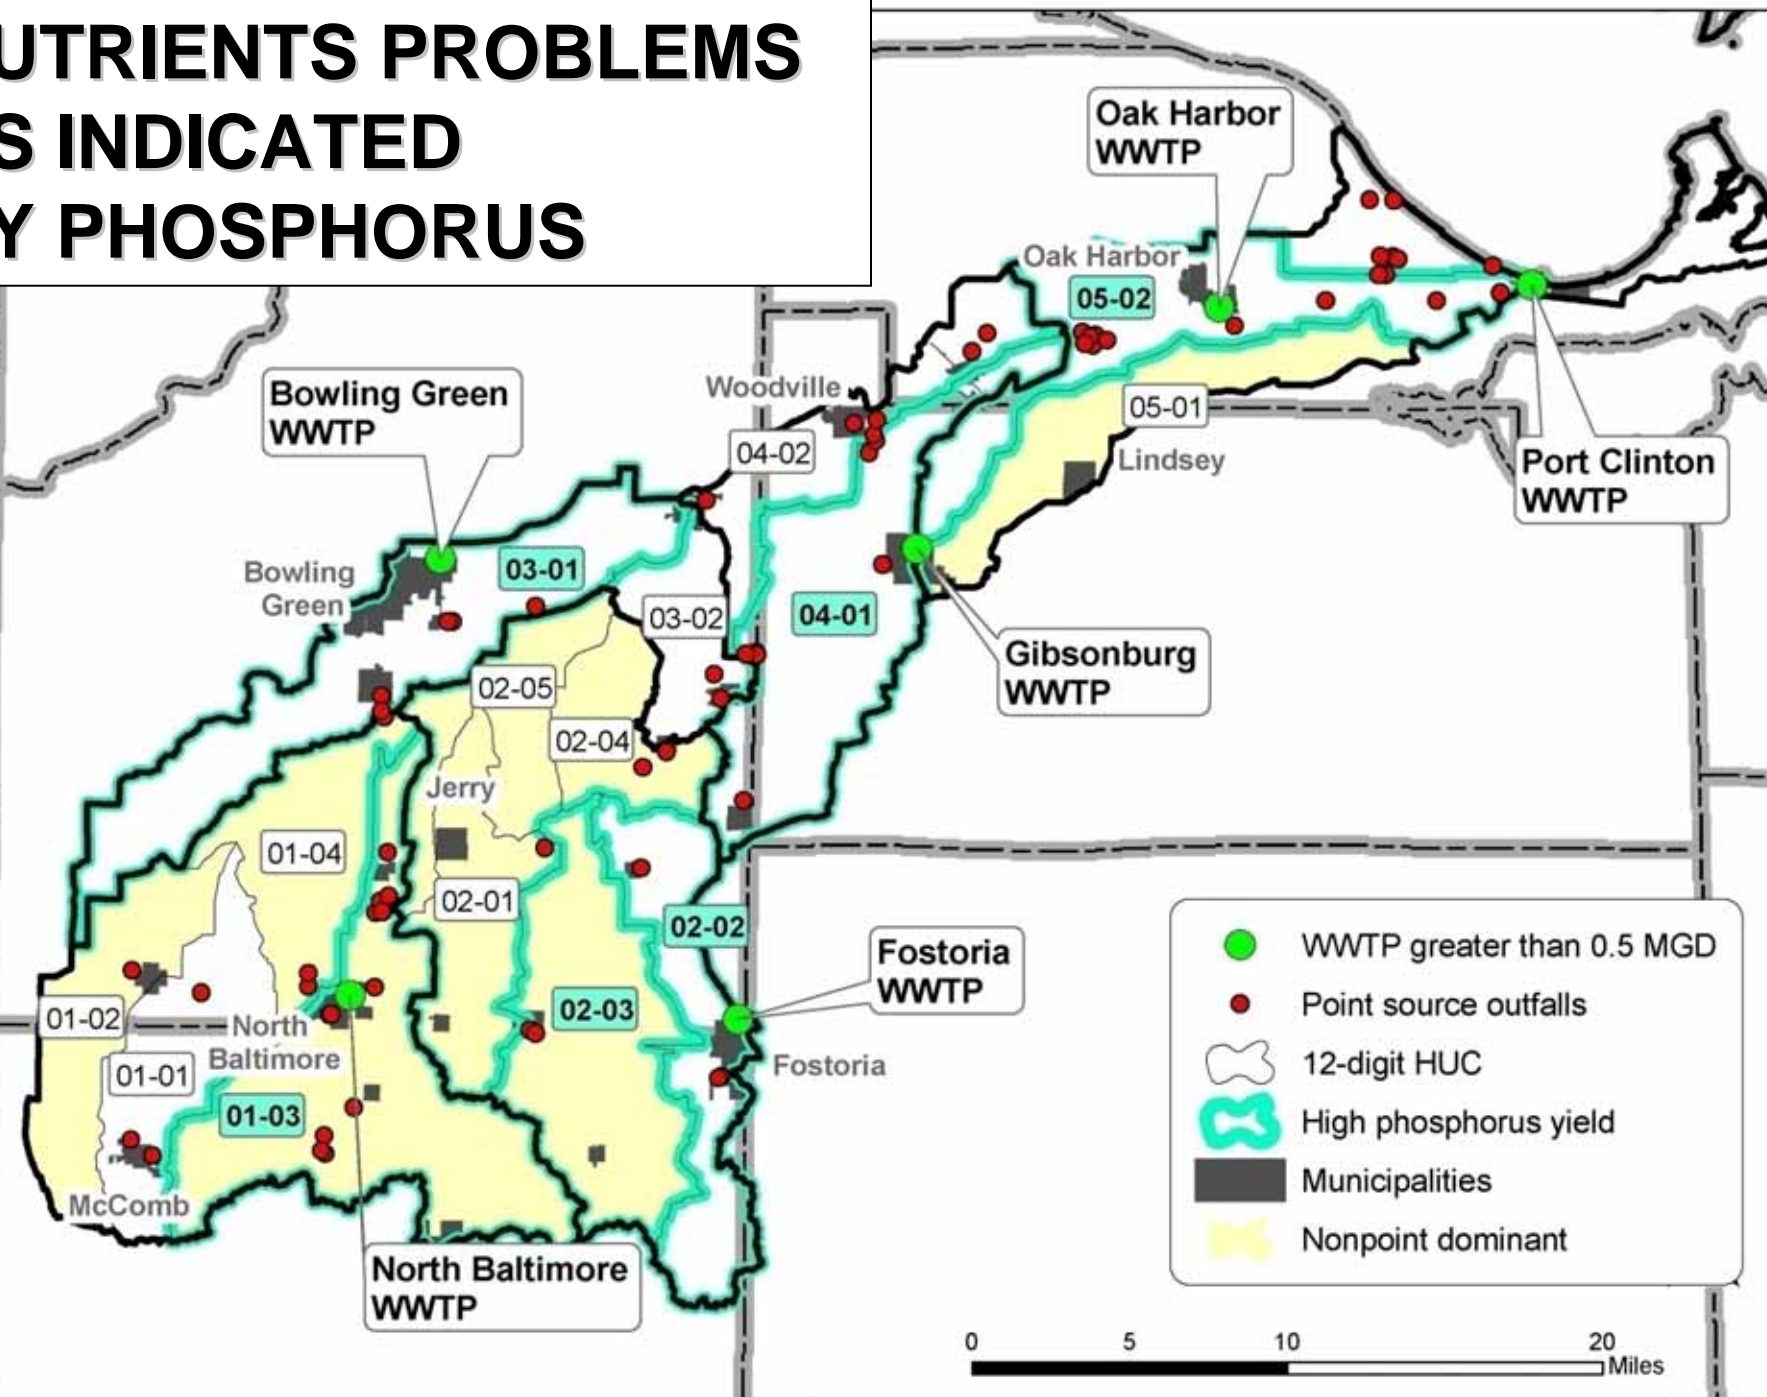 UTRIENTS PROBLEMS
S INDICATED
Y PHOSPHORUS
Oak Harbor
WWTP
Oak Harbor
05-02
Bowling Green
WWTP
Woodville
04-02
05-01
Lindsey
Port Clinton
WWTP
Bowling
Green
03-01
03-02
04-01
Gibsonburg
WWTP
02-05
02-04
Jerry
01-04
02-01
02-02
Fostoria
WWTP
01-02
North
Baltimore
02-03
Fostoria
01-01
01-03
McComb
North Baltimore
WWTP
WWTP greater than 0.5 MGD
Point source outfalls
12-digit HUC
High phosphorus yield
Municipalities
Nonpoint dominant
0 5 10 20
Miles